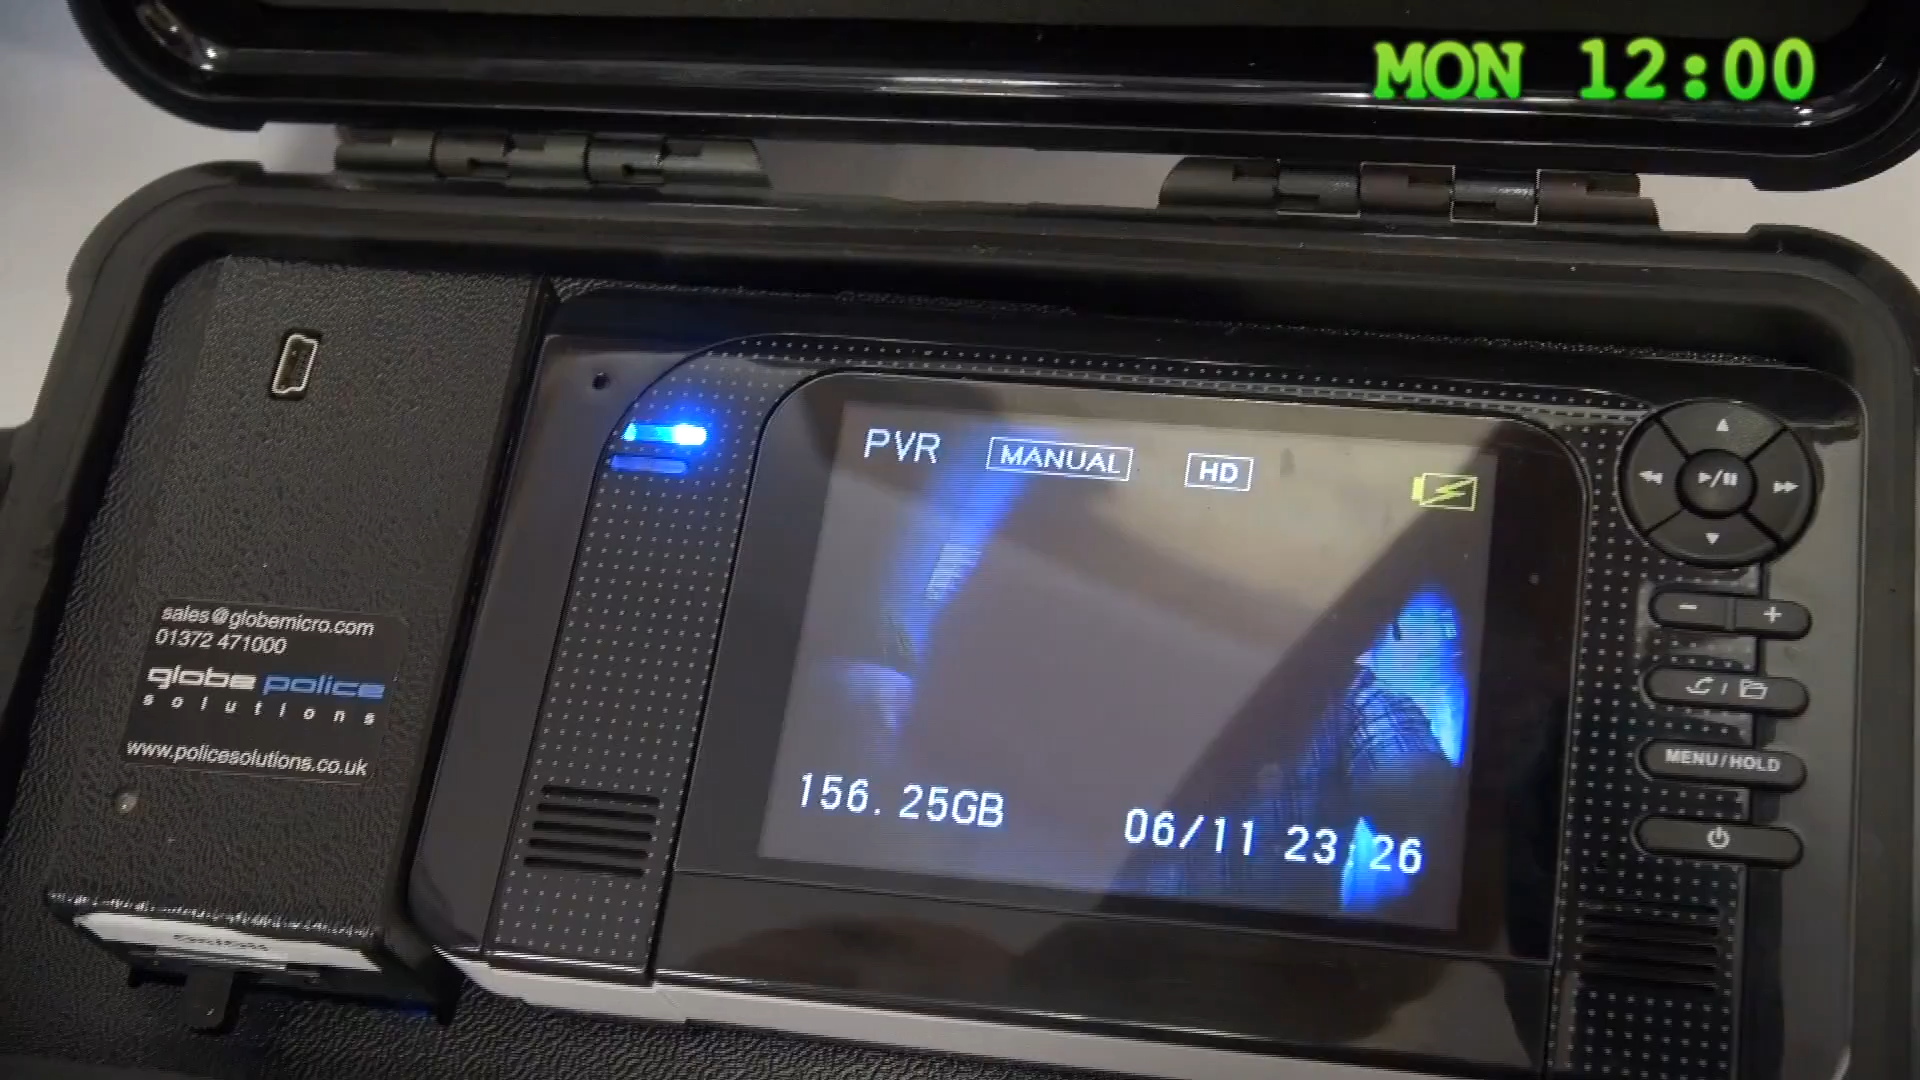 MON 12:00
PVR MANUAL HD
156.25GB
06/11 23:26
sales@globemicro.com
01372 471000
globe police
solutions
www.policesolutions.co.uk
- +
MENU/HOLD